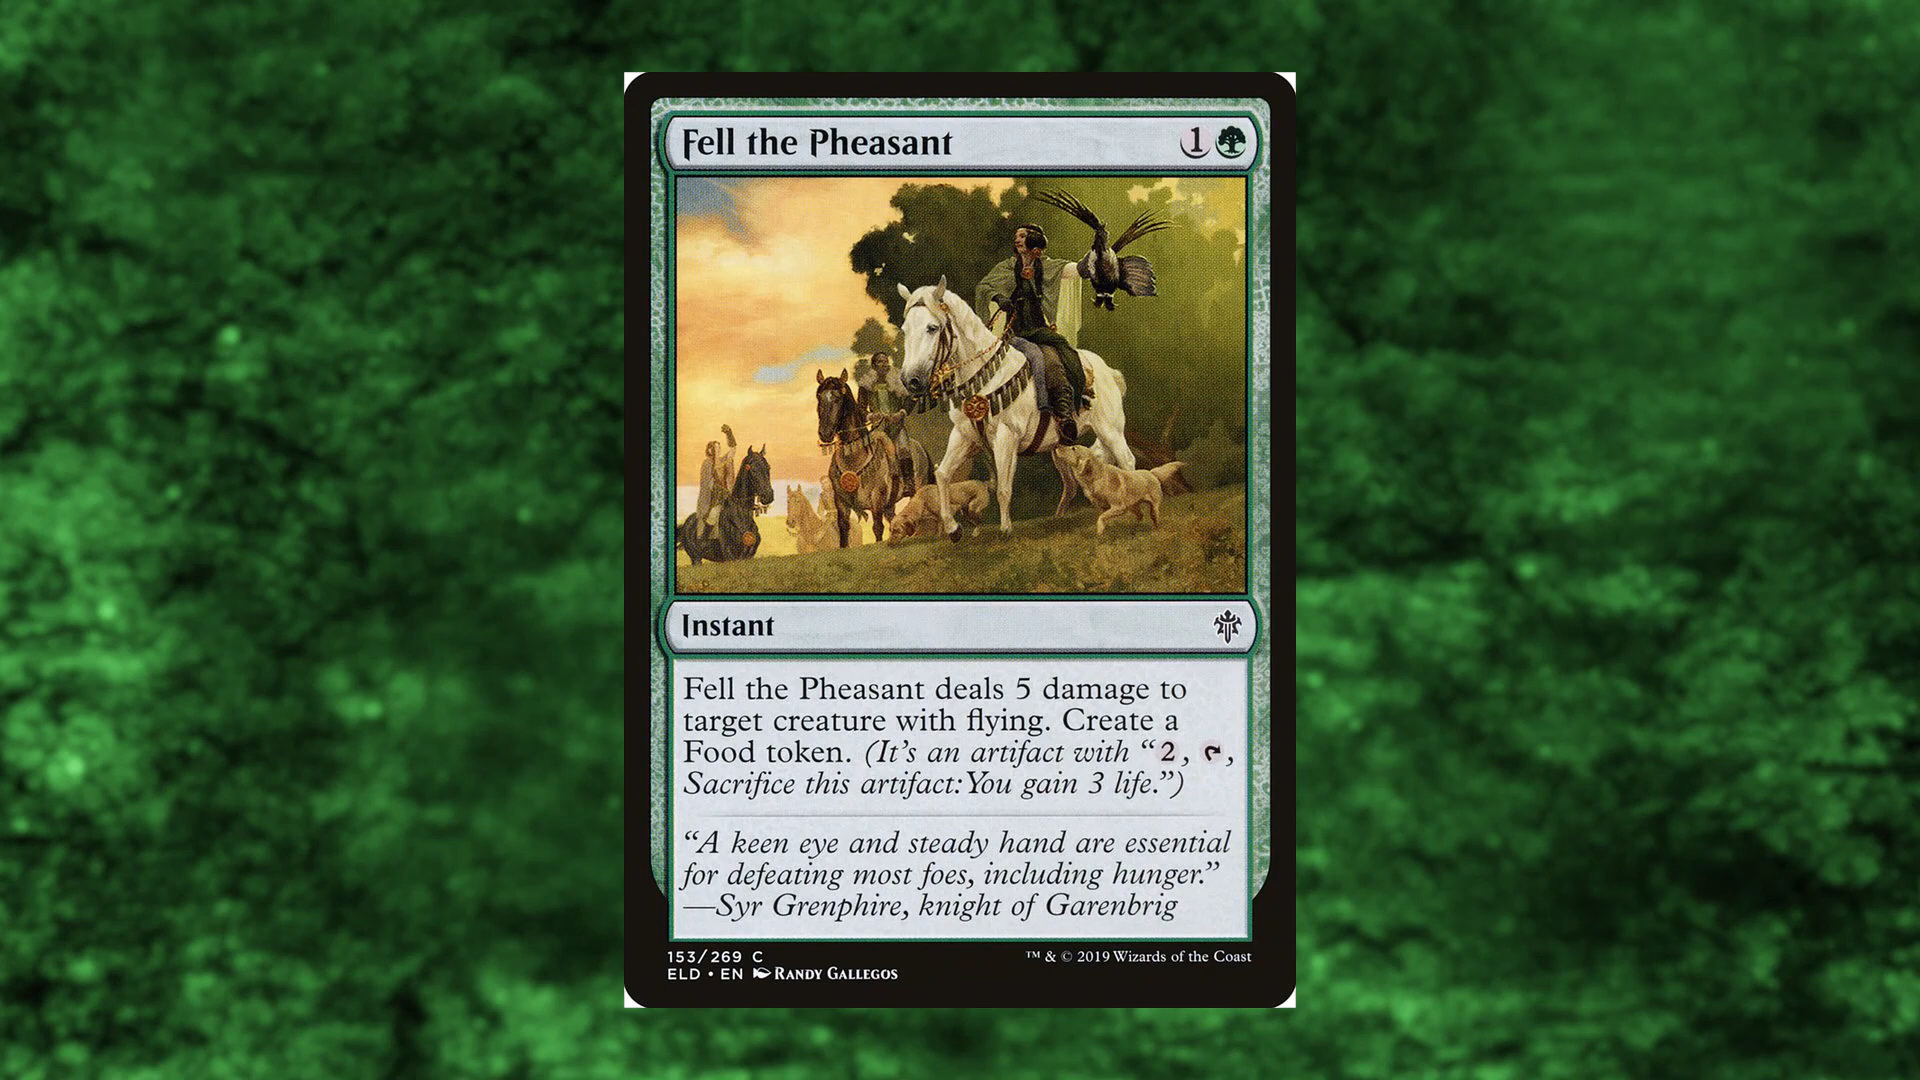 Fell the Pheasant 1
Instant
Fell the Pheasant deals 5 damage to
target creature with flying. Create a
Food token. (It's an artifact with “2, ,
Sacrifice this artifact: You gain 3 life.”)
“A keen eye and steady hand are essential
for defeating most foes, including hunger.”
—Syr Grenphire, knight of Garenbrig
153/269 C
™ & © 2019 Wizards of the Coast
ELD • EN Randy Gallegos